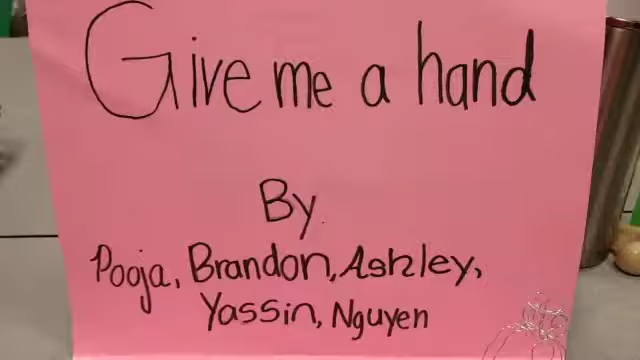 Give me a hand
By
Pooja, Brandon, Ashley,
Yassin, Nguyen